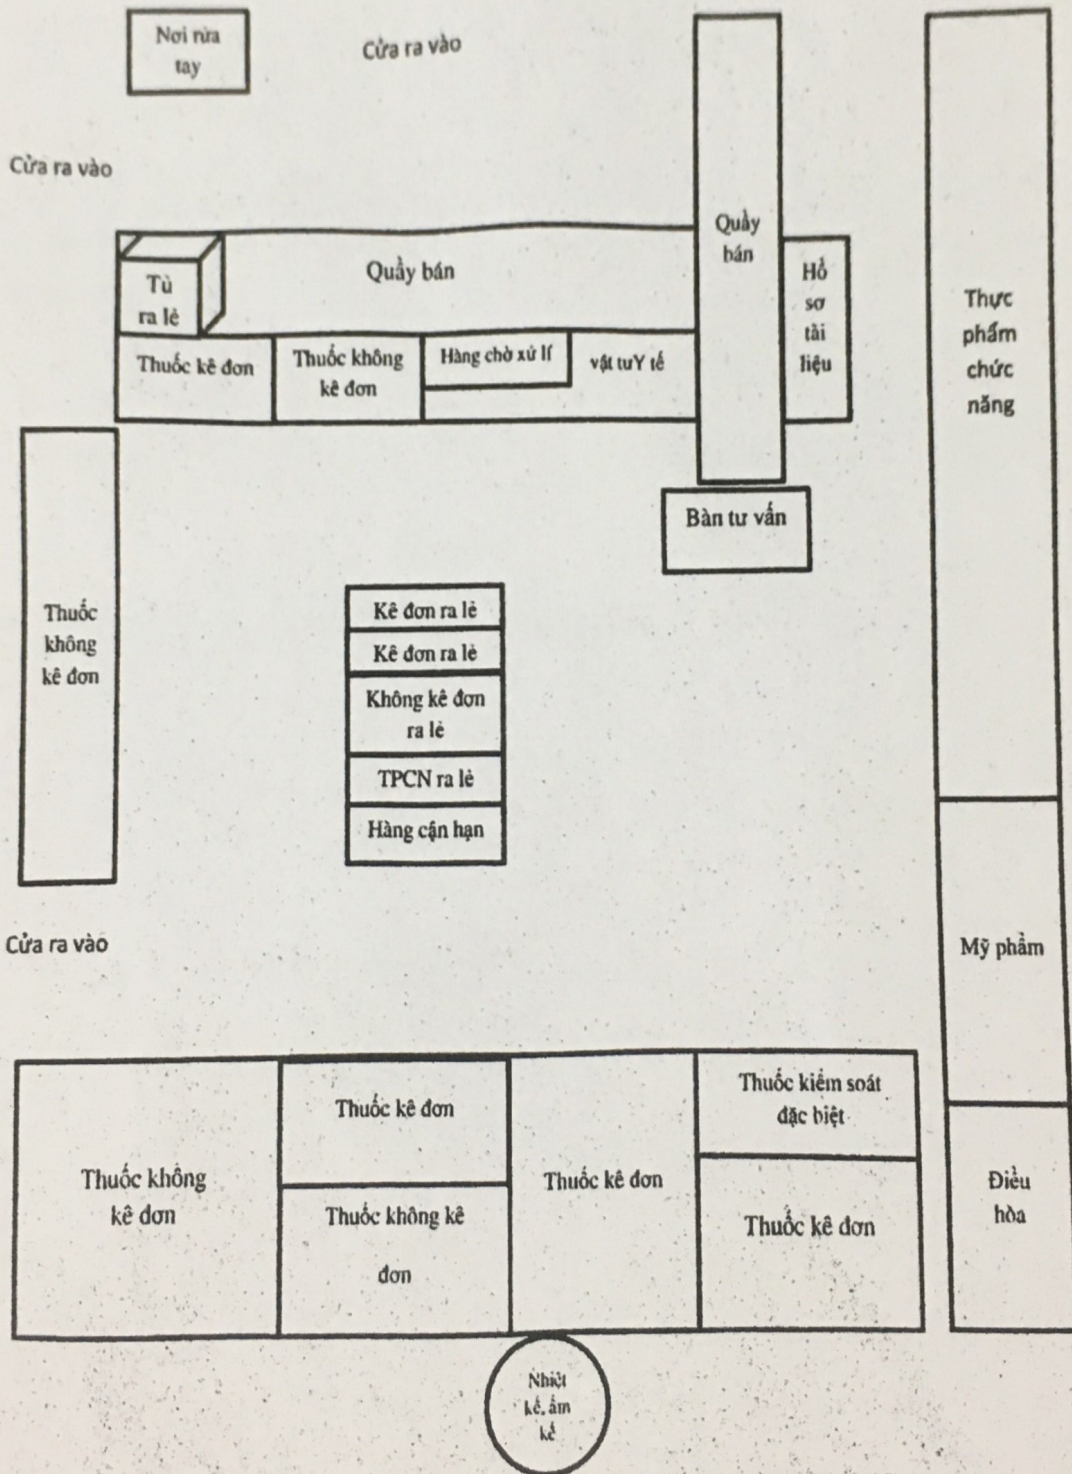 Nơi rửa
tay
Cửa ra vào
Cửa ra vào
Quầy
bán
Quầy bán
Tủ
ra lẻ
Hồ
sơ
tài
liệu
Thực
phẩm
chức
năng
Thuốc kê đơn
Thuốc không
kê đơn
Hàng chờ xử lí
vật tưY tế
Bàn tư vấn
Thuốc
không
kê đơn
Kê đơn ra lẻ
Kê đơn ra lẻ
Không kê đơn
ra lẻ
TPCN ra lẻ
Hàng cận hạn
Cửa ra vào
Mỹ phẩm
Thuốc không
kê đơn
Thuốc kê đơn
Thuốc không kê
đơn
Thuốc kê đơn
Thuốc kiểm soát
đặc biệt
Thuốc kê đơn
Điều
hòa
Nhiệt
kế, ẩm
kế